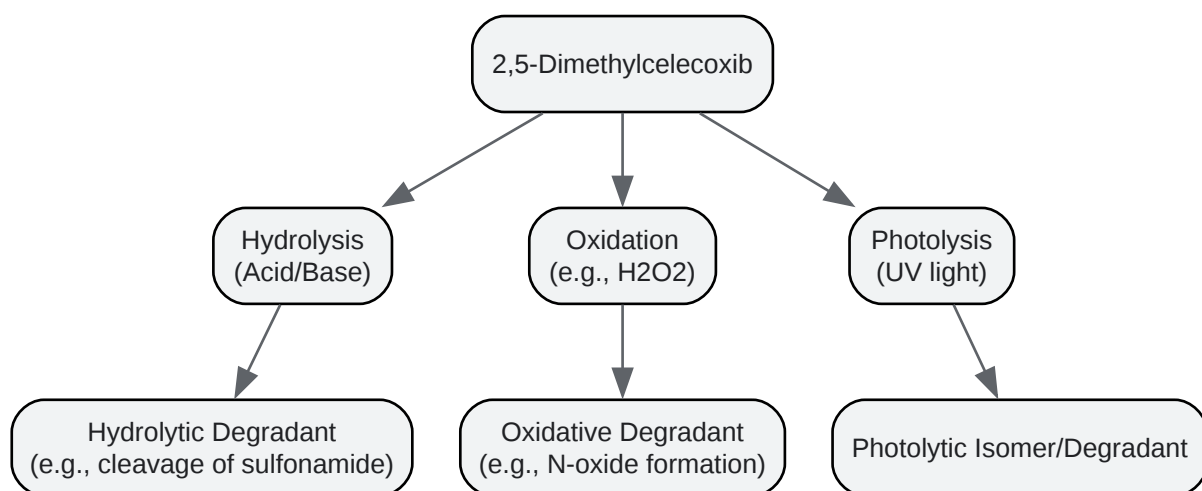 2,5-Dimethylcelecoxib
Hydrolysis
(Acid/Base)
Oxidation
(e.g., H2O2)
Photolysis
(UV light)
Hydrolytic Degradant
(e.g., cleavage of sulfonamide)
Oxidative Degradant
(e.g., N-oxide formation)
Photolytic Isomer/Degradant